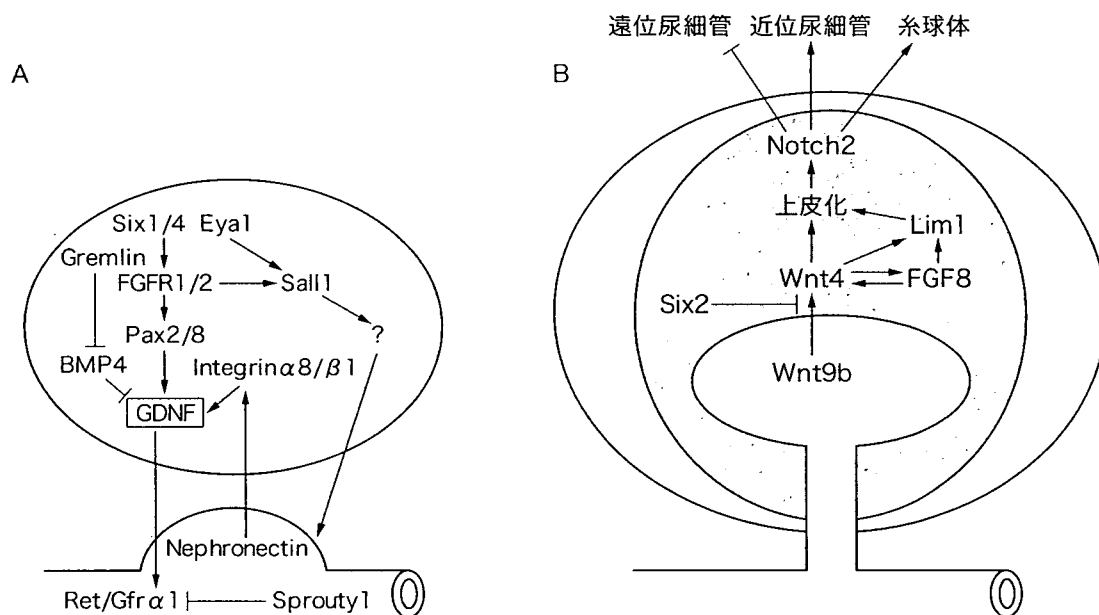 A
Six1/4 Eya1
Gremlin
FGFR1/2
Sall1
Pax2/8
?
BMP4
Integrinα8/β1
GDNF
Nephronectin
Ret/Gfrα1
Sprouty1
B
遠位尿細管 近位尿細管 糸球体
Notch2
上皮化
Lim1
Wnt4
FGF8
Six2
Wnt9b